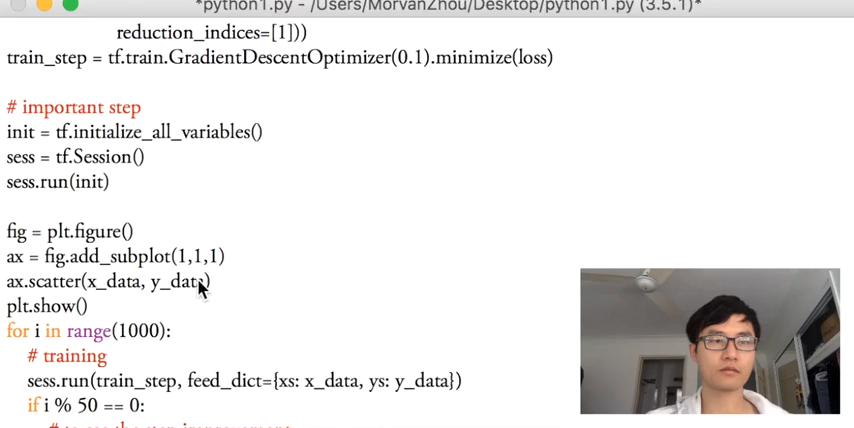 *python1.py - /Users/MorvanZhou/Desktop/python1.py (3.5.1)*
reduction_indices=[1]))
train_step = tf.train.GradientDescentOptimizer(0.1).minimize(loss)
# important step
init = tf.initialize_all_variables()
sess = tf.Session()
sess.run(init)
fig = plt.figure()
ax = fig.add_subplot(1,1,1)
ax.scatter(x_data, y_data)
plt.show()
for i in range(1000):
# training
sess.run(train_step, feed_dict={xs: x_data, ys: y_data})
if i % 50 == 0: